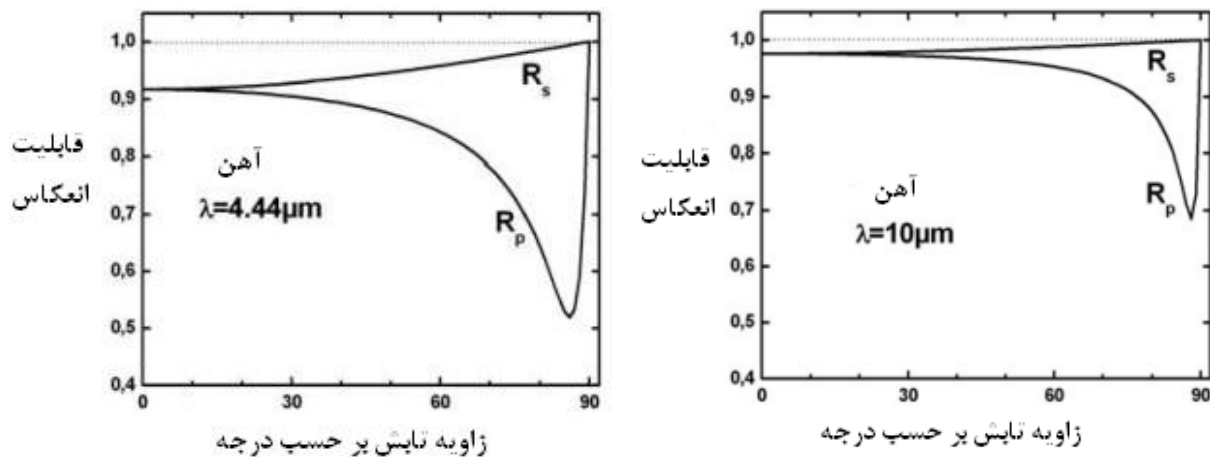 1,0
0,9
0,8
0,7
0,6
0,5
0,4
قابلیت
انعکاس
آهن
λ=4.44μm
R_s
R_p
0
30
60
90
زاویه تابش بر حسب درجه
1,0
0,9
0,8
0,7
0,6
0,5
0,4
قابلیت
انعکاس
آهن
λ=10μm
R_s
R_p
0
30
60
90
زاویه تابش بر حسب درجه